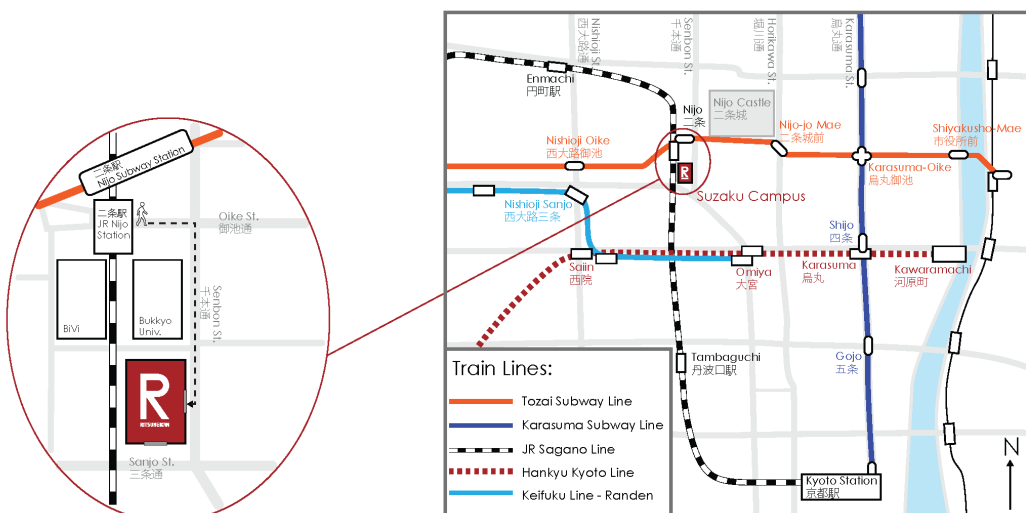 二条駅
Nijo Subway Station
二条駅
JR Nijo
Station
Oike St.
御池通
Senbon St.
千本通
BiVi
Bukkyo
Univ.
R
Sanjo St.
三条通
Nishioji St.
西大路通
Senbon St.
千本通
Horikawa St.
堀川通
Karasuma St.
烏丸通
Enmachi
円町駅
Nijo
二条
Nijo Castle
二条城
Nishioji Oike
西大路御池
Nijo-jo Mae
二条城前
Shiyakusho-Mae
市役所前
Karasuma-Oike
烏丸御池
R
Suzaku Campus
Nishioji Sanjo
西大路三条
Shijo
四条
Saiin
西院
Omiya
大宮
Karasuma
烏丸
Kawaramachi
河原町
Tambaguchi
丹波口駅
Gojo
五条
Kyoto Station
京都駅
N
Train Lines:
Tozai Subway Line
Karasuma Subway Line
JR Sagano Line
Hankyu Kyoto Line
Keifuku Line - Randen